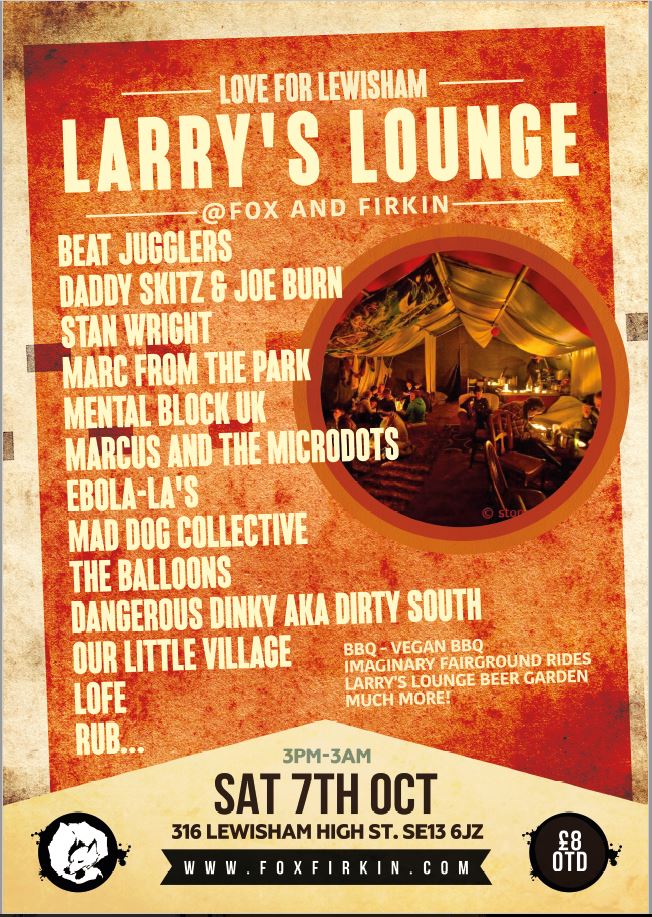 LOVE FOR LEWISHAM
LARRY'S LOUNGE
@FOX AND FIRKIN
BEAT JUGGLERS
DADDY SKITZ & JOE BURN
STAN WRIGHT
MARC FROM THE PARK
MENTAL BLOCK UK
MARCUS AND THE MICRODOTS
EBOLA-LA'S
MAD DOG COLLECTIVE
THE BALLOONS
DANGEROUS DINKY AKA DIRTY SOUTH
OUR LITTLE VILLAGE
LOFE
RUB...
©
BBQ - VEGAN BBQ
IMAGINARY FAIRGROUND RIDES
LARRY'S LOUNGE BEER GARDEN
MUCH MORE!
3PM-3AM
SAT 7TH OCT
316 LEWISHAM HIGH ST. SE13 6JZ
WWW.FOXFIRKIN.COM
£8
OTD